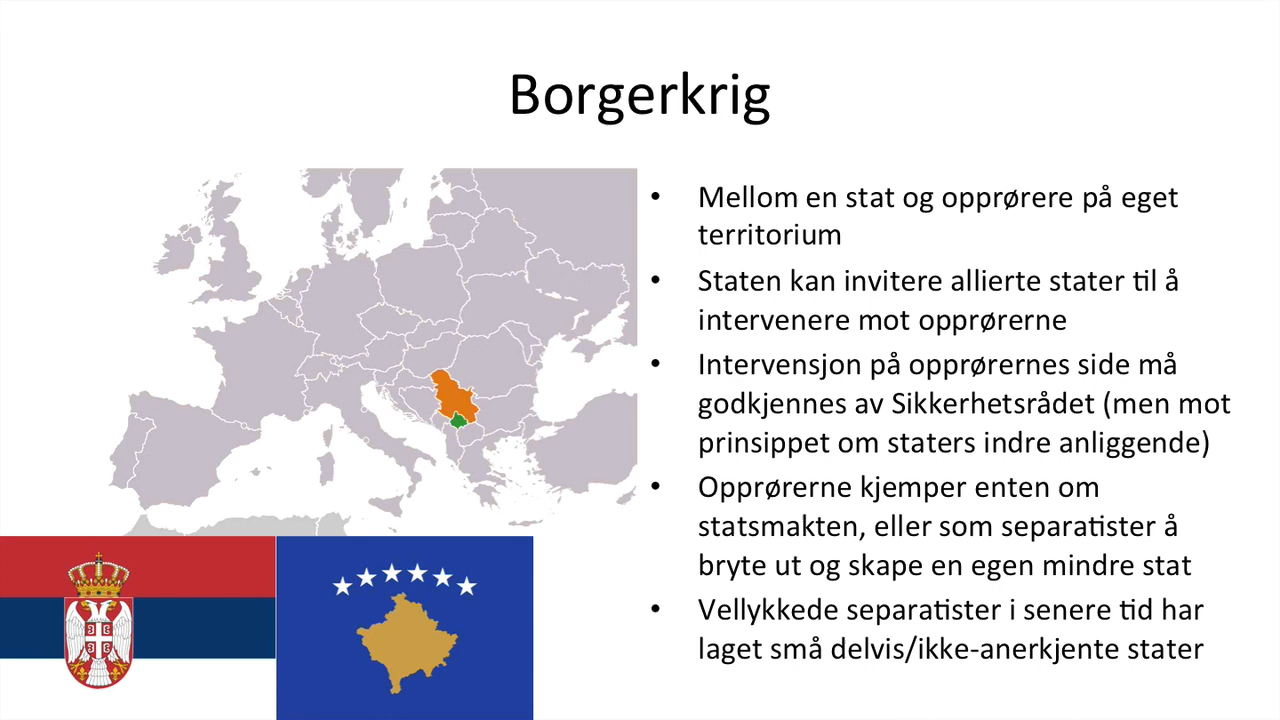 Borgerkrig
• Mellom en stat og opprørere på eget
territorium
• Staten kan invitere allierte stater til å
intervenere mot opprørerne
• Intervensjon på opprørernes side må
godkjennes av Sikkerhetsrådet (men mot
prinsippet om staters indre anliggende)
• Opprørerne kjemper enten om
statsmakten, eller som separatister å
bryte ut og skape en egen mindre stat
• Vellykkede separatister i senere tid har
laget små delvis/ikke-anerkjente stater